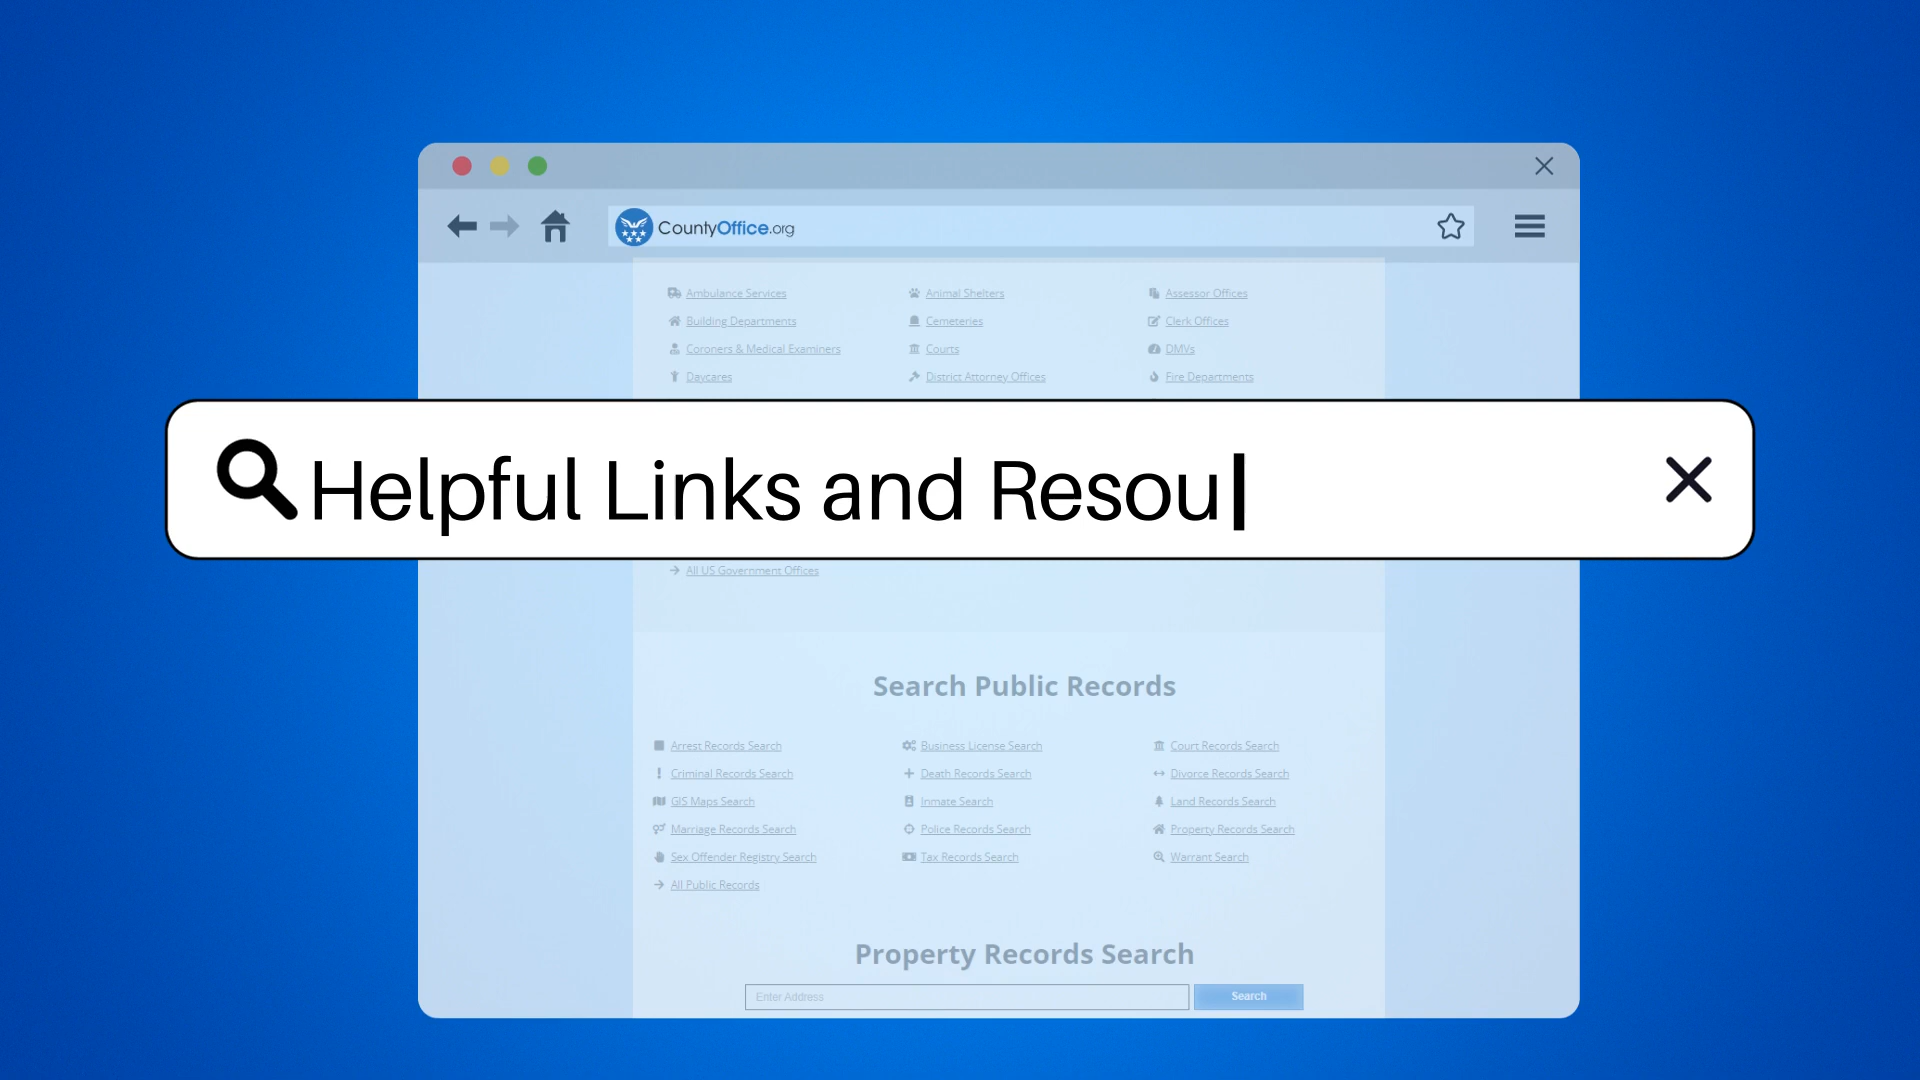 CountyOffice.org
Ambulance Services Animal Shelters Assessor Offices
Building Departments Cemeteries Clerk Offices
Coroners & Medical Examiners Courts DMVs
Daycares District Attorney Offices Fire Departments
Helpful Links and Resou
All US Government Offices
Search Public Records
Arrest Records Search Business License Search Court Records Search
Criminal Records Search Death Records Search Divorce Records Search
GIS Maps Search Inmate Search Land Records Search
Marriage Records Search Police Records Search Property Records Search
Sex Offender Registry Search Tax Records Search Warrant Search
All Public Records
Property Records Search
Enter Address Search